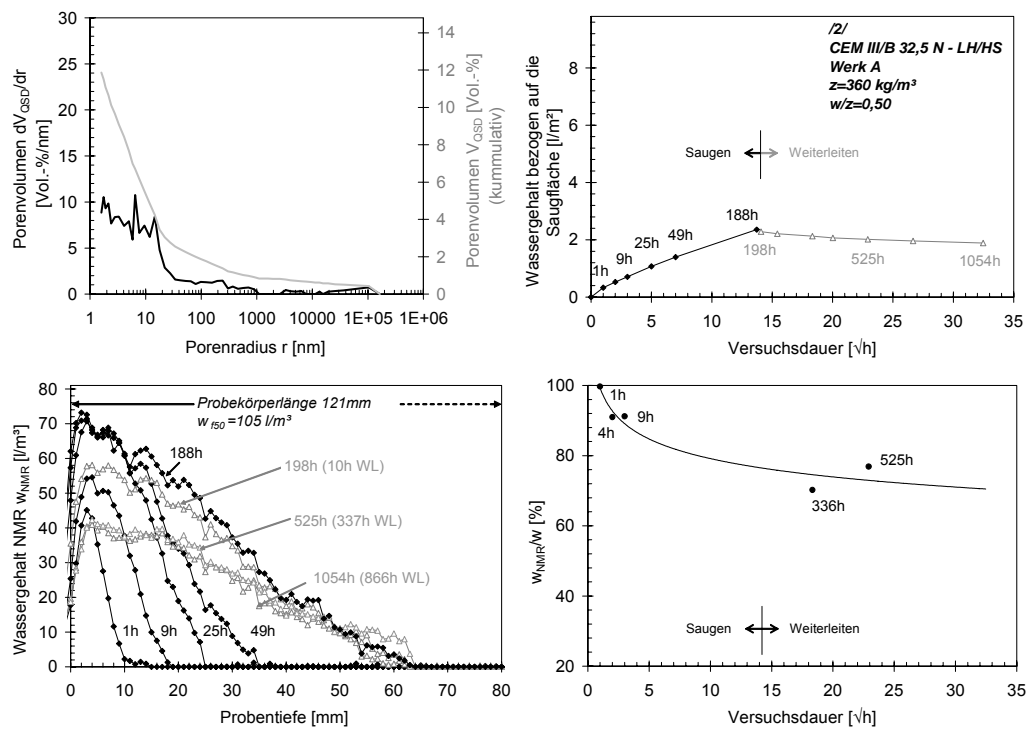 30
25
20
15
10
5
0
14
12
10
8
6
4
2
0
1
10
100
1000
10000
1E+05
1E+06
Porenvolumen dV_QSD/dr
[Vol.-%/nm]
Porenvolumen V_QSD [Vol.-%]
(kummulativ)
Porenradius r [nm]
/2/
CEM III/B 32,5 N - LH/HS
Werk A
z=360 kg/m³
w/z=0,50
8
6
4
2
0
Wassergehalt bezogen auf die
Saugfläche [l/m²]
Saugen
Weiterleiten
1h
9h
25h
49h
188h
198h
525h
1054h
0
5
10
15
20
25
30
35
Versuchsdauer [√h]
80
70
60
50
40
30
20
10
0
Wassergehalt NMR w_NMR [l/m³]
Probekörperlänge 121mm
w_f50=105 l/m³
188h
198h (10h WL)
525h (337h WL)
1054h (866h WL)
1h
9h
25h
49h
0
10
20
30
40
50
60
70
80
Probentiefe [mm]
100
80
60
40
20
w_NMR/w [%]
1h
4h
9h
525h
336h
Saugen
Weiterleiten
0
5
10
15
20
25
30
35
Versuchsdauer [√h]